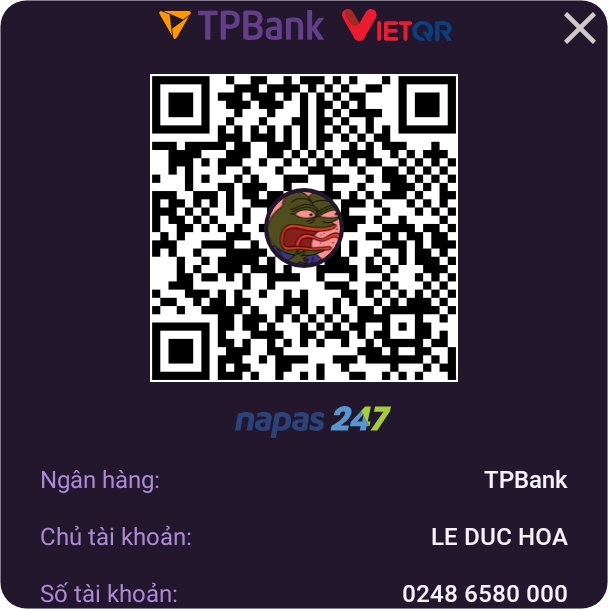 TPBank VIETQR
napas 247
Ngân hàng: TPBank
Chủ tài khoản: LE DUC HOA
Số tài khoản: 0248 6580 000